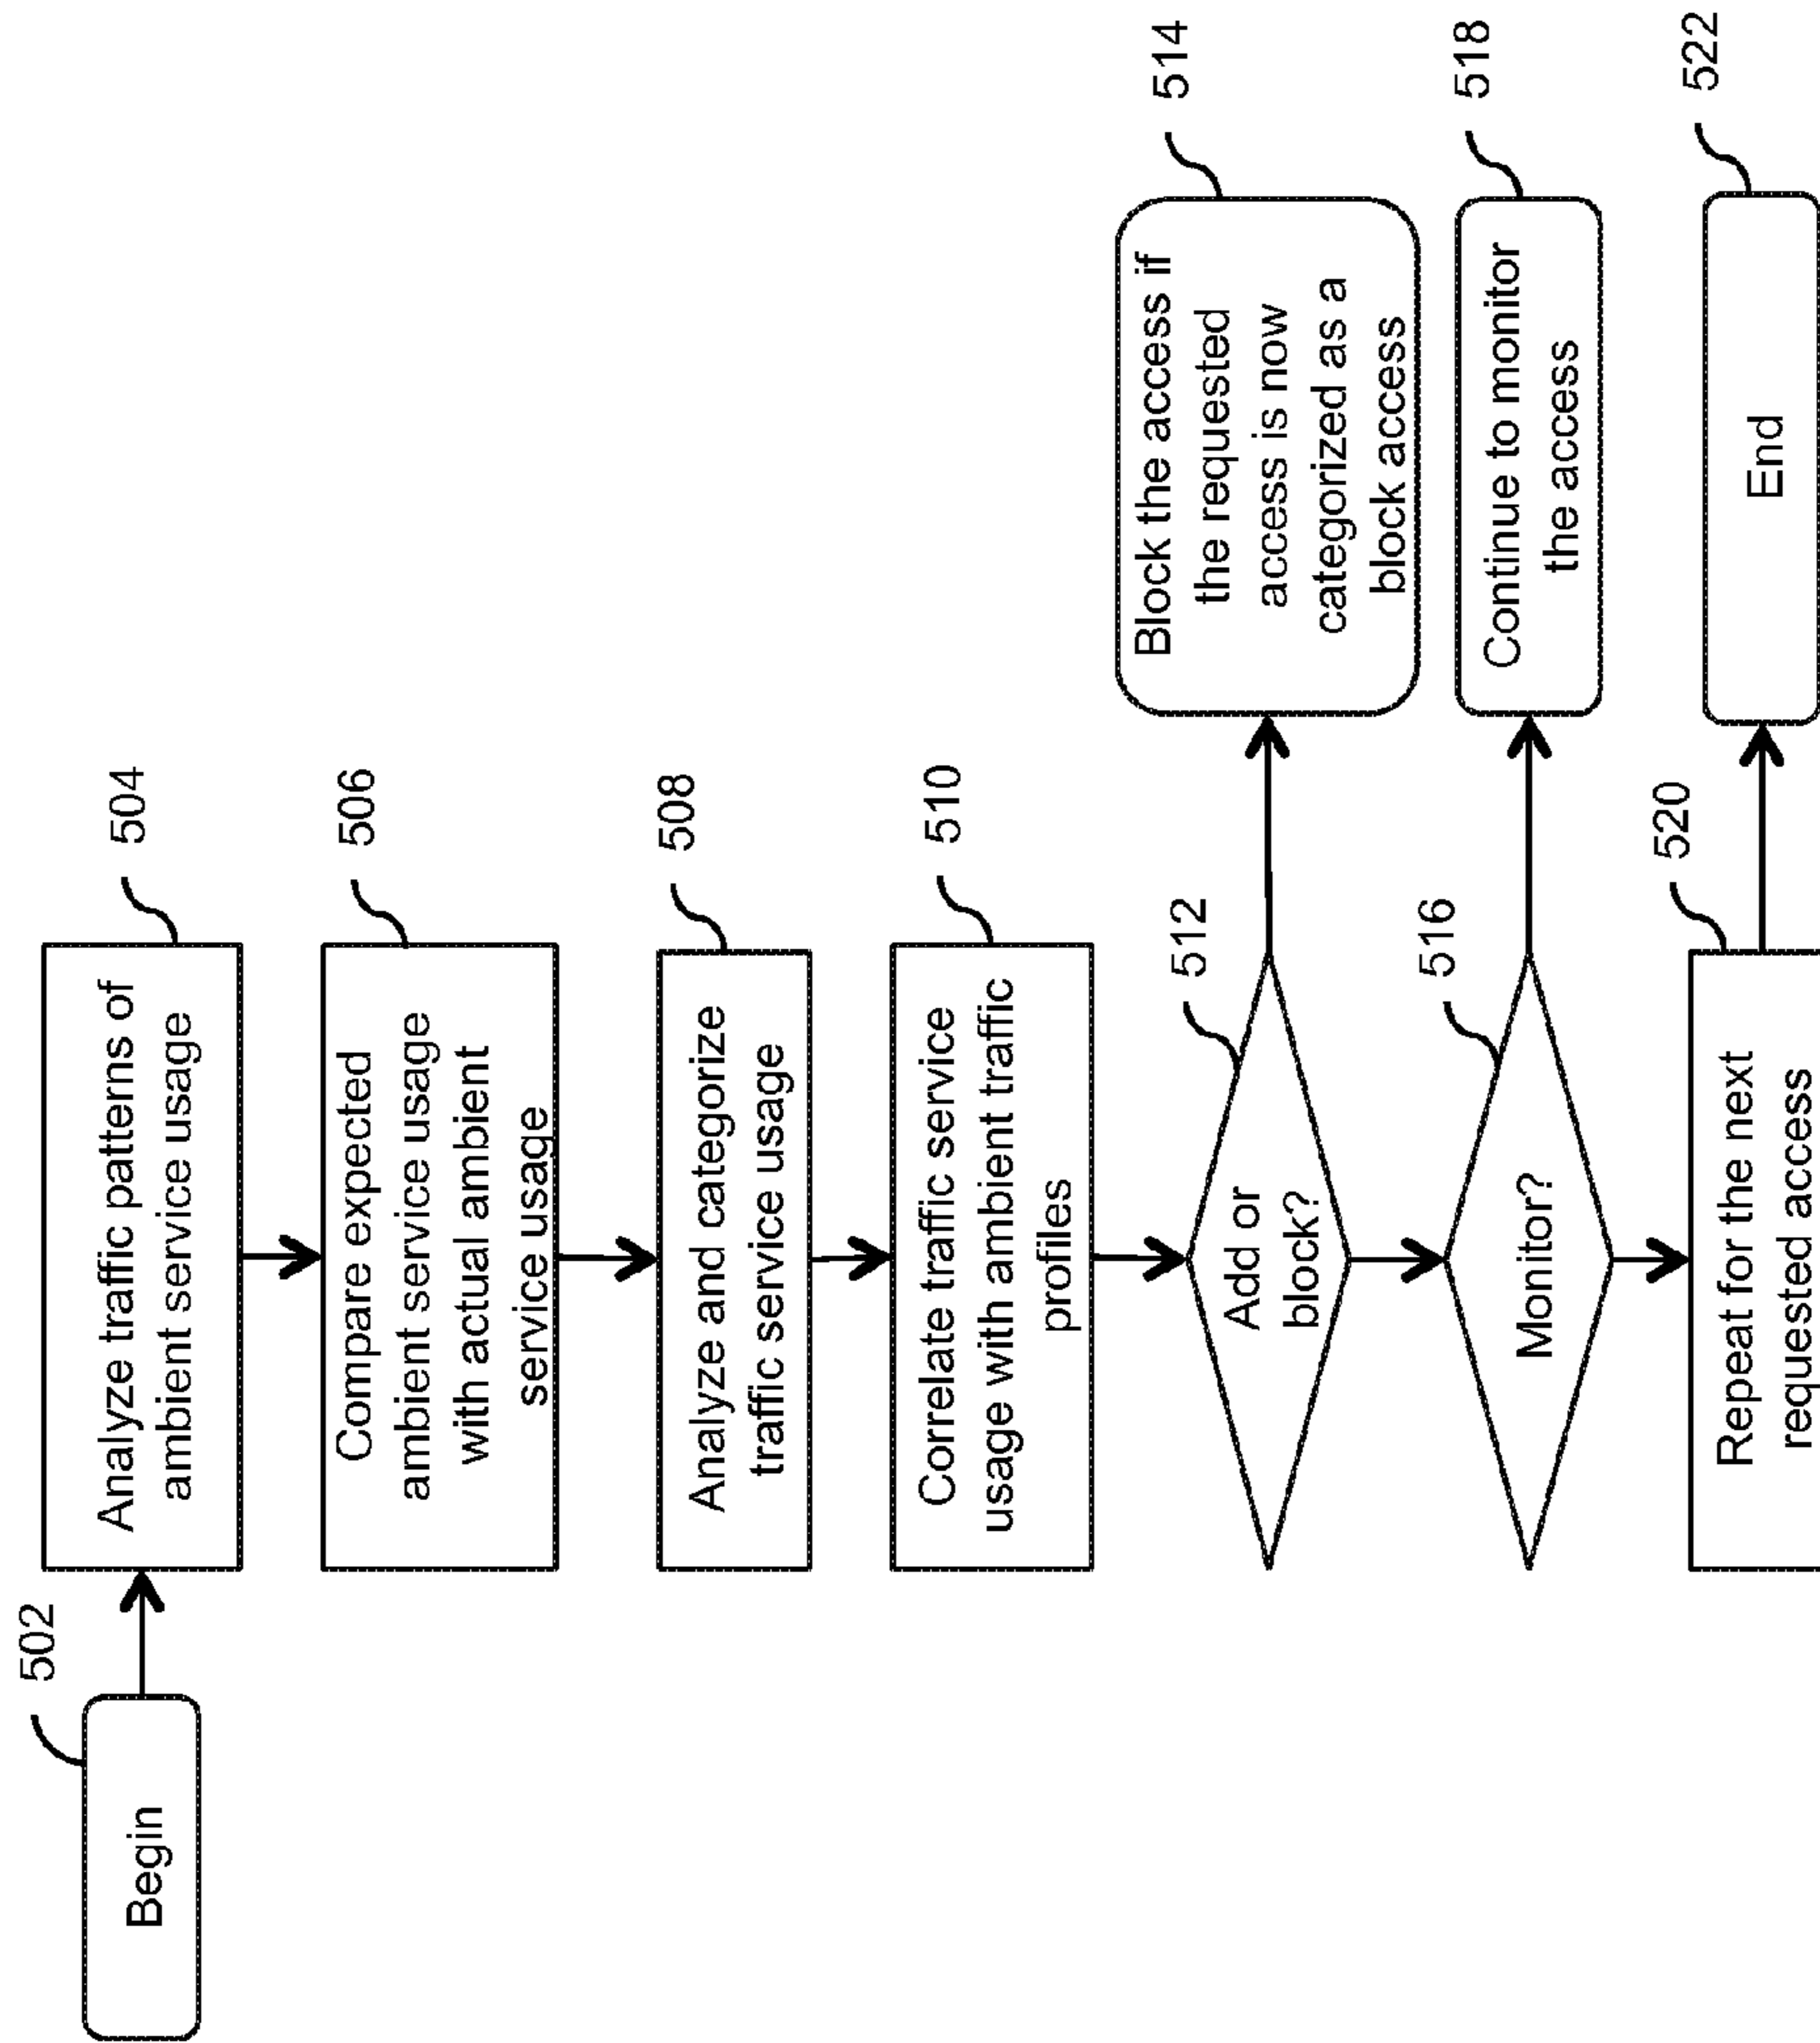 502
Begin
504
Analyze traffic patterns of
ambient service usage
506
Compare expected
ambient service usage
with actual ambient
service usage
508
Analyze and categorize
traffic service usage
510
Correlate traffic service
usage with ambient traffic
profiles
512
Add or
block?
514
Block the access if
the requested
access is now
categorized as a
block access
516
Monitor?
518
Continue to monitor
the access
520
Repeat for the next
requested access
522
End